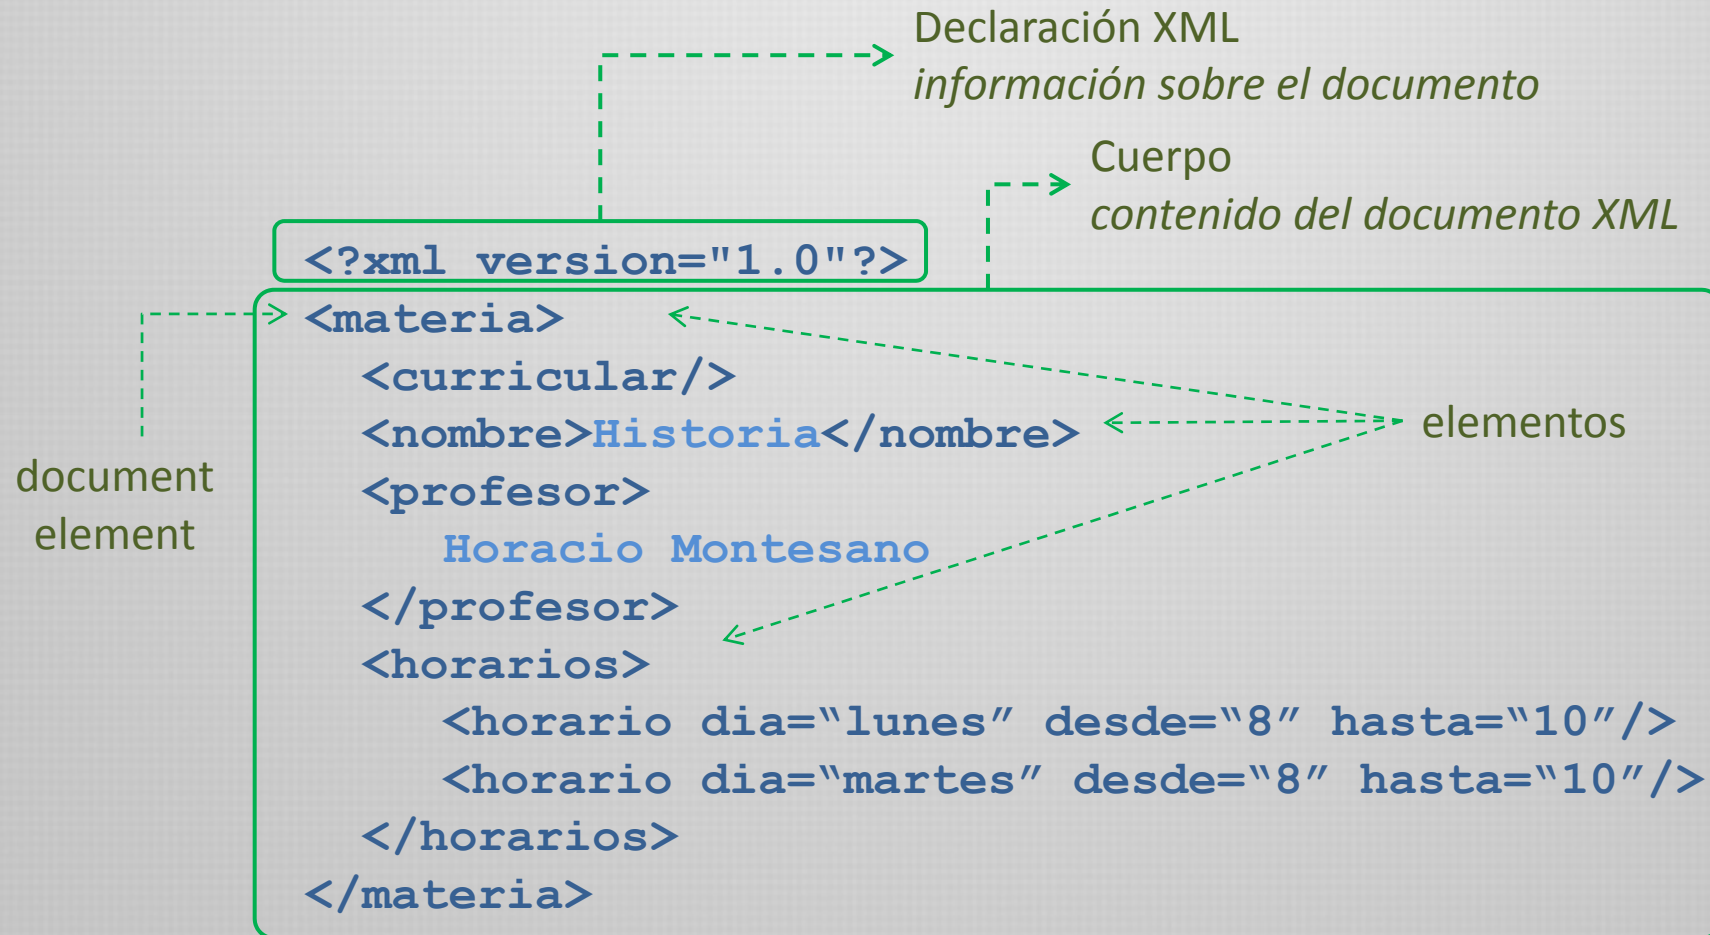 Declaración XML
información sobre el documento
Cuerpo
contenido del documento XML
<?xml version="1.0"?>
<materia>
<curricular/>
<nombre>Historia</nombre>
elementos
document
element
<profesor>
Horacio Montesano
</profesor>
<horarios>
<horario dia=“lunes” desde=“8” hasta=“10”/>
<horario dia=“martes” desde=“8” hasta=“10”/>
</horarios>
</materia>